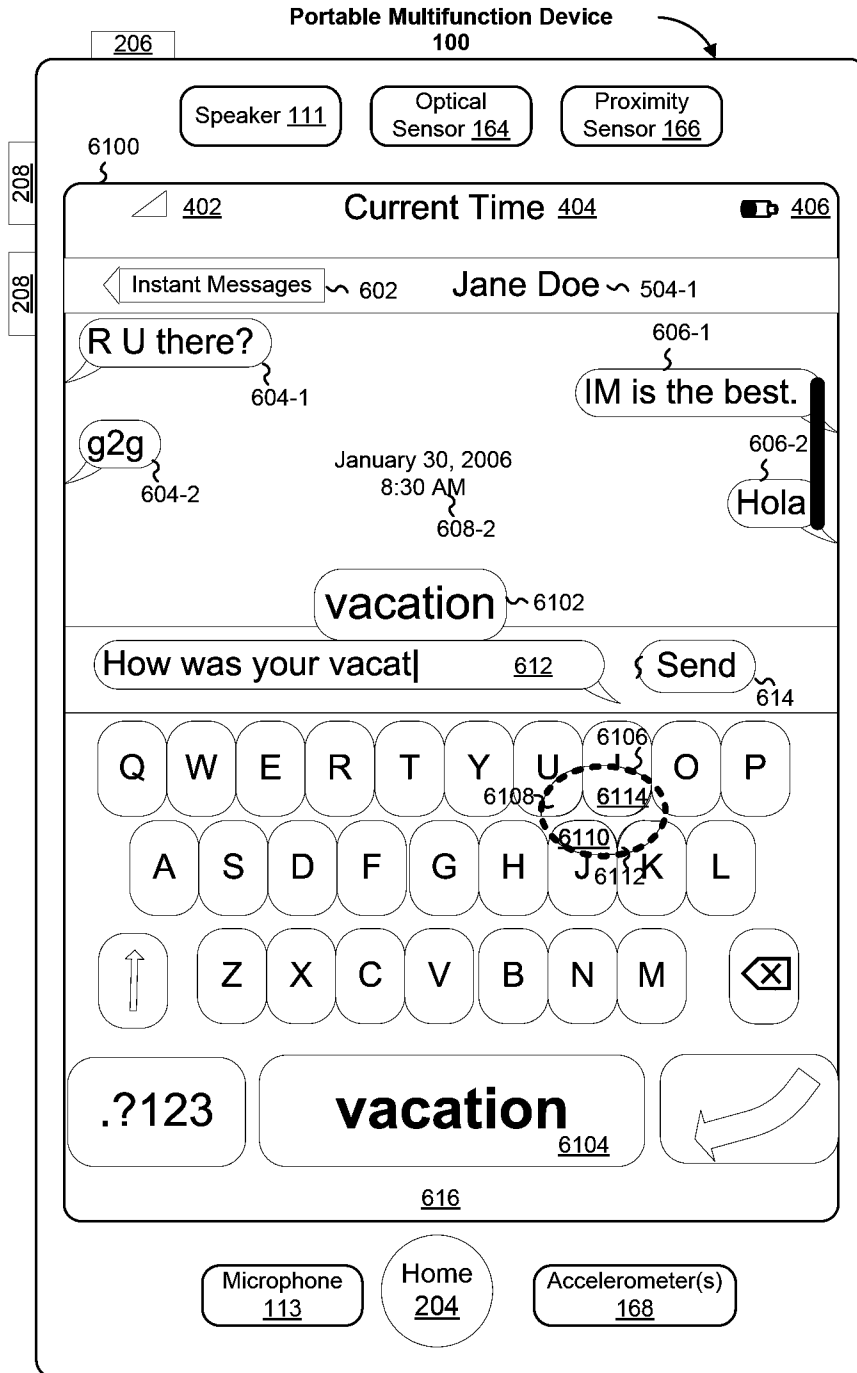 Portable Multifunction Device
100
206
Speaker 111
Optical
Sensor 164
Proximity
Sensor 166
6100
208
208
402
Current Time 404
406
Instant Messages
602
Jane Doe
504-1
R U there?
604-1
606-1
IM is the best.
g2g
604-2
January 30, 2006
8:30 AM
608-2
606-2
Hola
vacation
6102
How was your vacat
612
Send
614
Q W E R T Y U I O P
6106
6108
6114
6110
6112
A S D F G H J K L
Z X C V B N M
.?123
vacation
6104
616
Microphone
113
Home
204
Accelerometer(s)
168